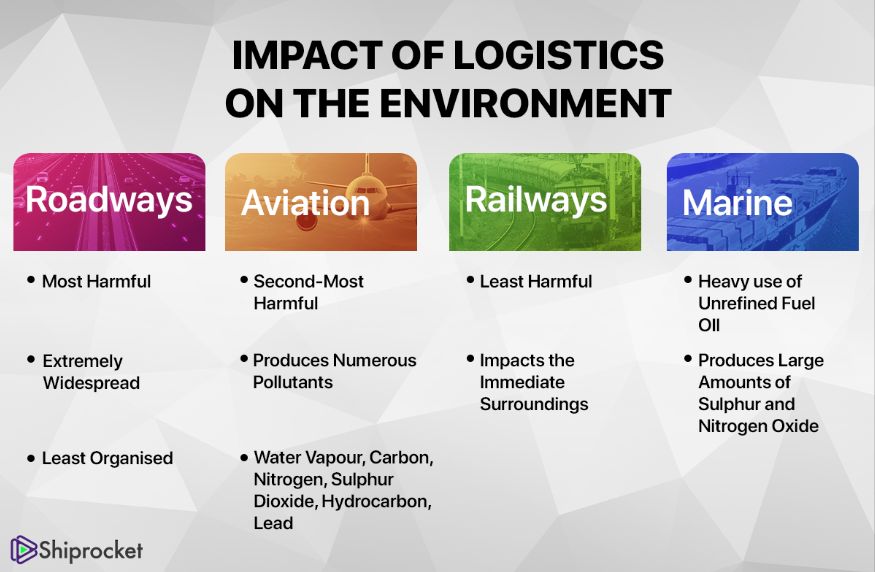 IMPACT OF LOGISTICS
ON THE ENVIRONMENT
Roadways
• Most Harmful
• Extremely
Widespread
• Least Organised
Aviation
• Second-Most
Harmful
• Produces Numerous
Pollutants
• Water Vapour, Carbon,
Nitrogen, Sulphur
Dioxide, Hydrocarbon,
Lead
Railways
• Least Harmful
• Impacts the
Immediate
Surroundings
Marine
• Heavy use of
Unrefined Fuel
OIl
• Produces Large
Amounts of
Sulphur and
Nitrogen Oxide
Shiprocket